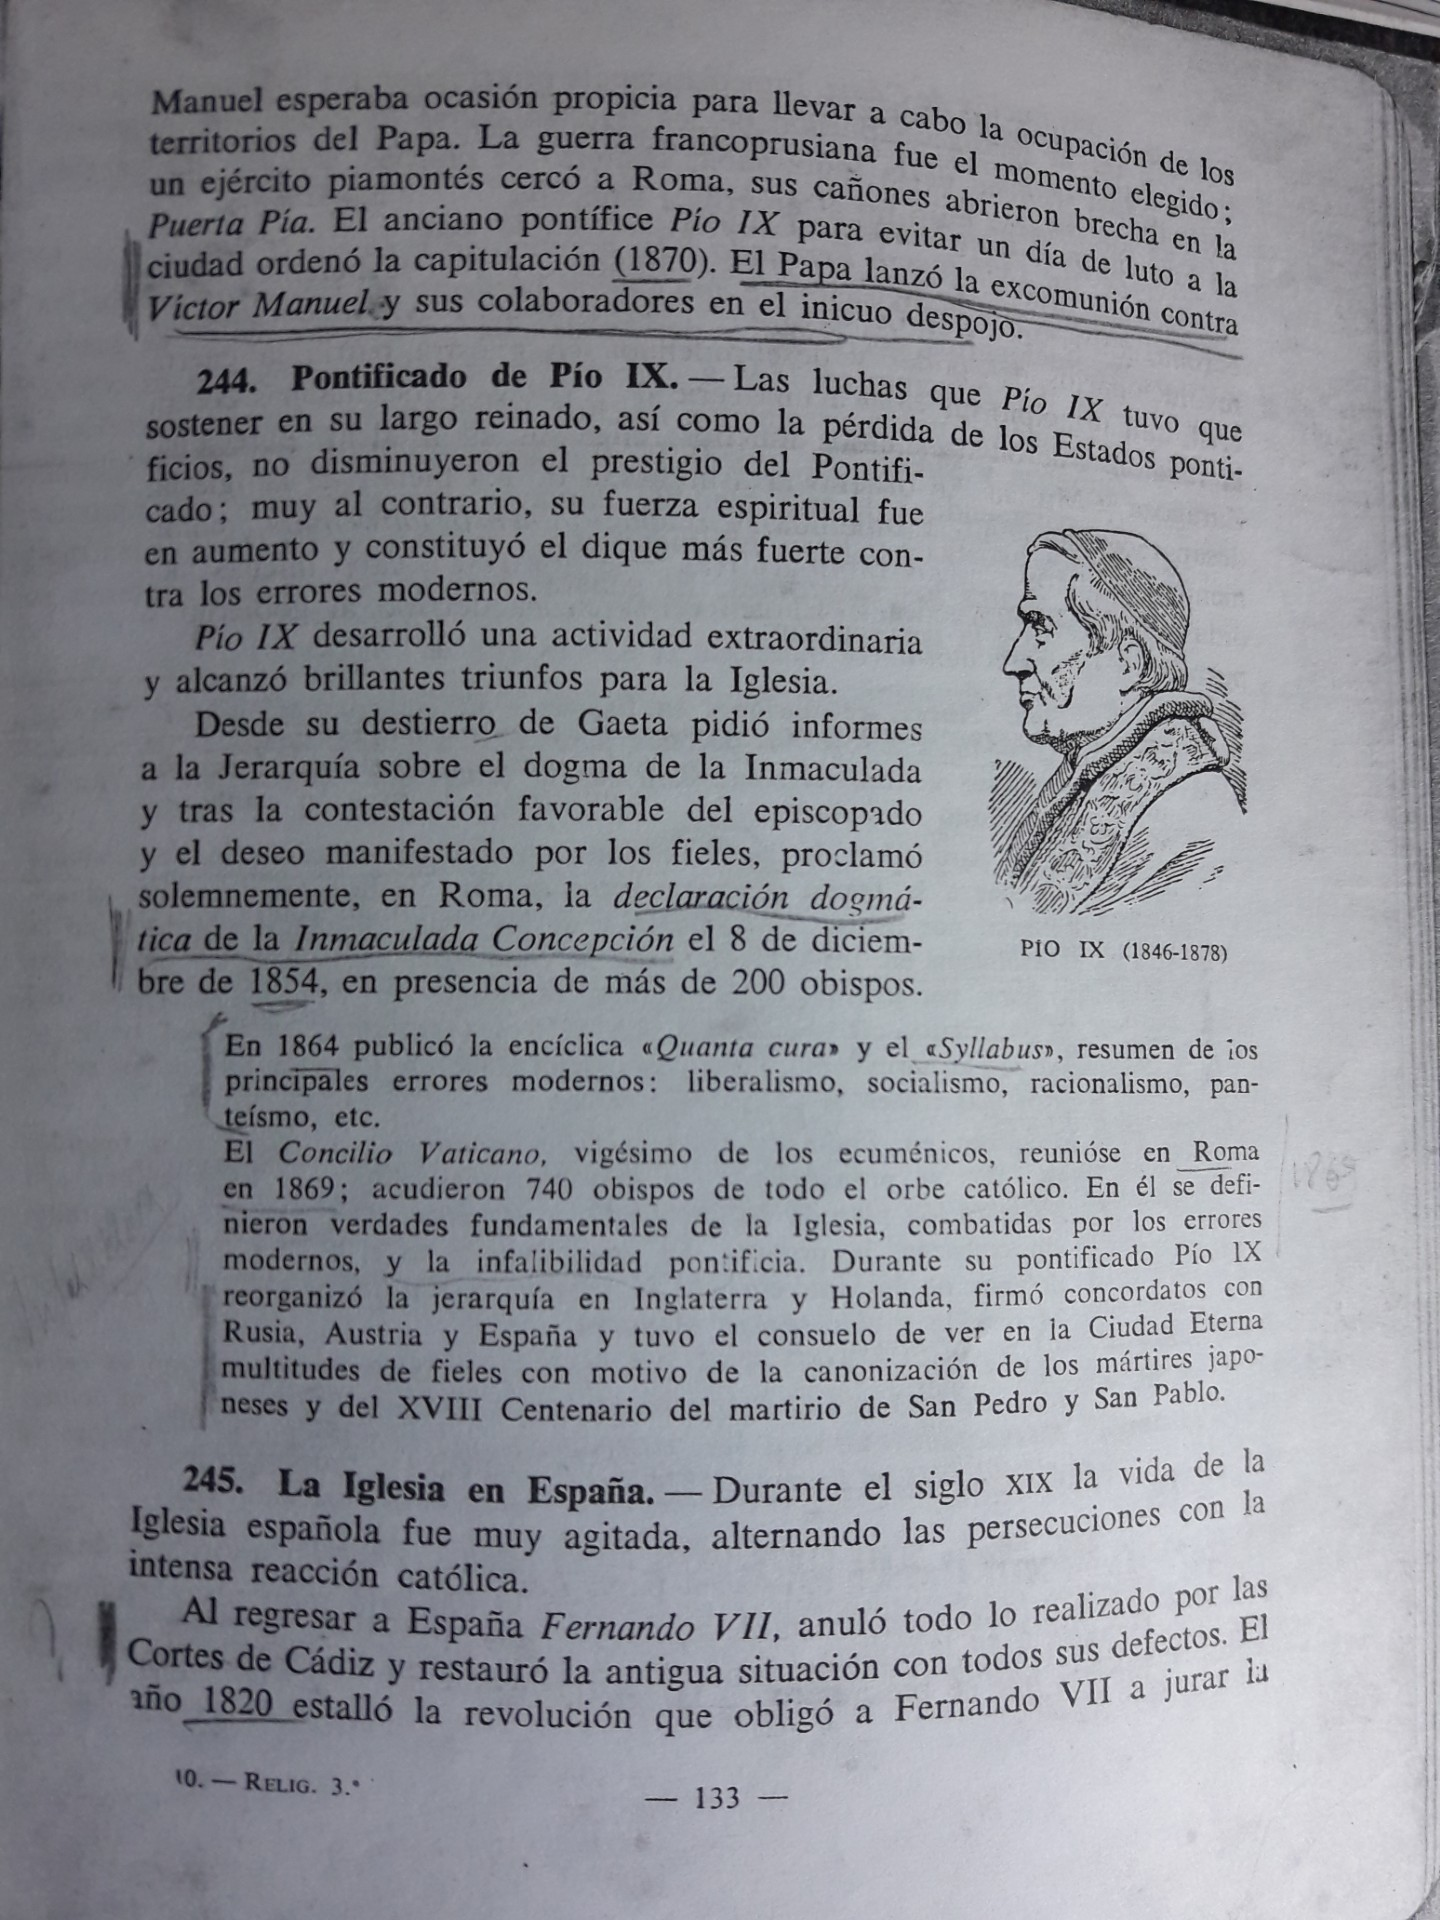 Manuel esperaba ocasión propicia para llevar a cabo la ocupación de los
territorios del Papa. La guerra francoprusiana fue el momento elegido;
un ejército piamontés cercó a Roma, sus cañones abrieron brecha en la
Puerta Pía. El anciano pontífice Pío IX para evitar un día de luto a la
ciudad ordenó la capitulación (1870). El Papa lanzó la excomunión contra
Víctor Manuel y sus colaboradores en el inicuo despojo.
244. Pontificado de Pío IX. — Las luchas que Pío IX tuvo que
sostener en su largo reinado, así como la pérdida de los Estados ponti-
ficios, no disminuyeron el prestigio del Pontifi-
cado; muy al contrario, su fuerza espiritual fue
en aumento y constituyó el dique más fuerte con-
tra los errores modernos.
Pío IX desarrolló una actividad extraordinaria
y alcanzó brillantes triunfos para la Iglesia.
Desde su destierro de Gaeta pidió informes
a la Jerarquía sobre el dogma de la Inmaculada
y tras la contestación favorable del episcopado
y el deseo manifestado por los fieles, proclamó
solemnemente, en Roma, la declaración dogmá-
tica de la Inmaculada Concepción el 8 de diciem-
bre de 1854, en presencia de más de 200 obispos.
PÍO IX (1846-1878)
En 1864 publicó la encíclica «Quanta cura» y el «Syllabus», resumen de los
principales errores modernos: liberalismo, socialismo, racionalismo, pan-
teísmo, etc.
El Concilio Vaticano, vigésimo de los ecuménicos, reunióse en Roma
en 1869; acudieron 740 obispos de todo el orbe católico. En él se defi-
nieron verdades fundamentales de la Iglesia, combatidas por los errores
modernos, y la infalibilidad pontificia. Durante su pontificado Pío IX
reorganizó la jerarquía en Inglaterra y Holanda, firmó concordatos con
Rusia, Austria y España y tuvo el consuelo de ver en la Ciudad Eterna
multitudes de fieles con motivo de la canonización de los mártires japo-
neses y del XVIII Centenario del martirio de San Pedro y San Pablo.
1869
245. La Iglesia en España. — Durante el siglo XIX la vida de la
Iglesia española fue muy agitada, alternando las persecuciones con la
intensa reacción católica.
Al regresar a España Fernando VII, anuló todo lo realizado por las
Cortes de Cádiz y restauró la antigua situación con todos sus defectos. El
año 1820 estalló la revolución que obligó a Fernando VII a jurar la
10. — RELIG. 3.º
— 133 —